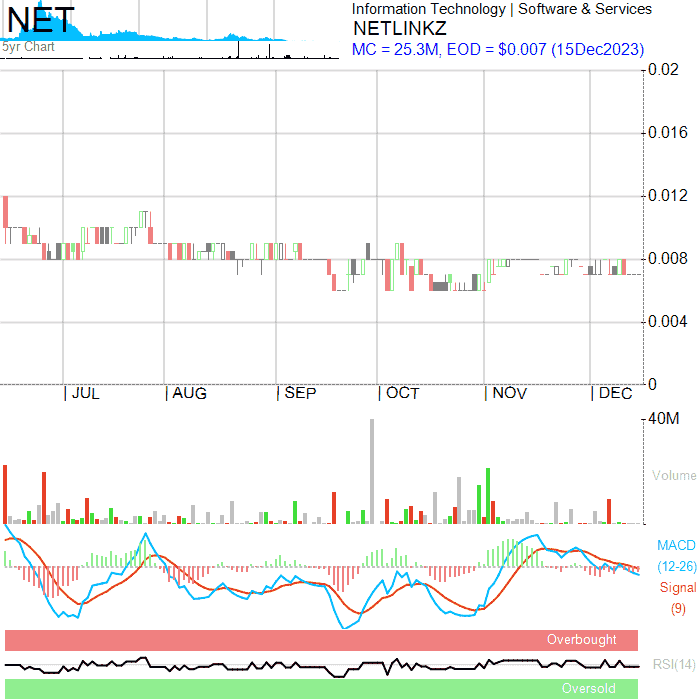 NET
5yr Chart
Information Technology | Software & Services
NETLINKZ
MC = 25.3M, EOD = $0.007 (15Dec2023)
0.02
0.016
0.012
0.008
0.004
0
| JUL | AUG | SEP | OCT | NOV | DEC
40M
Volume
MACD
(12-26)
Signal
(9)
Overbought
RSI(14)
Oversold